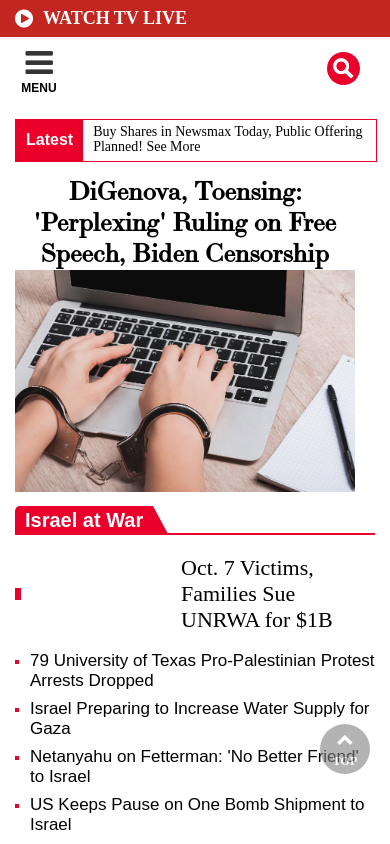 WATCH TV LIVE
MENU
Latest
Buy Shares in Newsmax Today, Public Offering
Planned! See More
DiGenova, Toensing:
'Perplexing' Ruling on Free
Speech, Biden Censorship
Israel at War
Oct. 7 Victims,
Families Sue
UNRWA for $1B
79 University of Texas Pro-Palestinian Protest
Arrests Dropped
Israel Preparing to Increase Water Supply for
Gaza
Netanyahu on Fetterman: 'No Better Friend'
to Israel
TOP
US Keeps Pause on One Bomb Shipment to
Israel